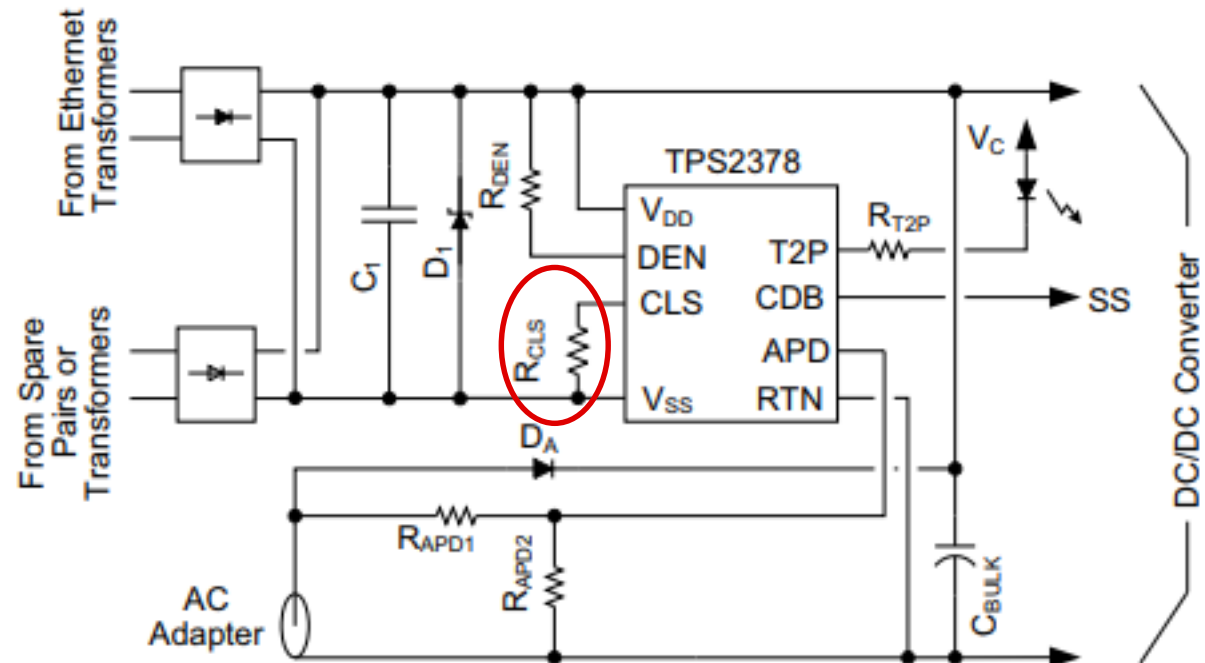 From Ethernet
Transformers
From Spare
Pairs or
Transformers
C1
D1
RDEN
RCLS
TPS2378
VDD
DEN
CLS
VSS
T2P
CDB
APD
RTN
RT2P
VC
SS
DA
RAPD1
RAPD2
AC
Adapter
CBULK
DC/DC Converter